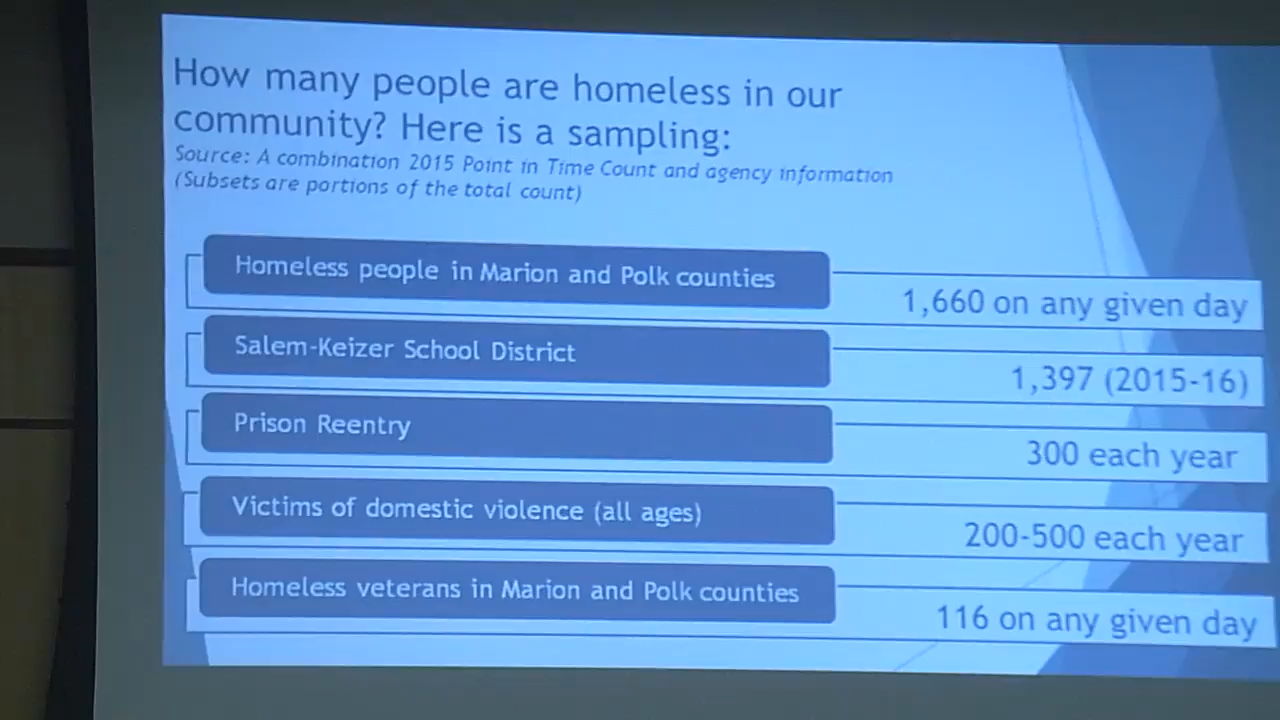 How many people are homeless in our
community? Here is a sampling:
Source: A combination 2015 Point in Time Count and agency information
(Subsets are portions of the total count)
Homeless people in Marion and Polk counties
1,660 on any given day
Salem-Keizer School District
1,397 (2015-16)
Prison Reentry
300 each year
Victims of domestic violence (all ages)
200-500 each year
Homeless veterans in Marion and Polk counties
116 on any given day